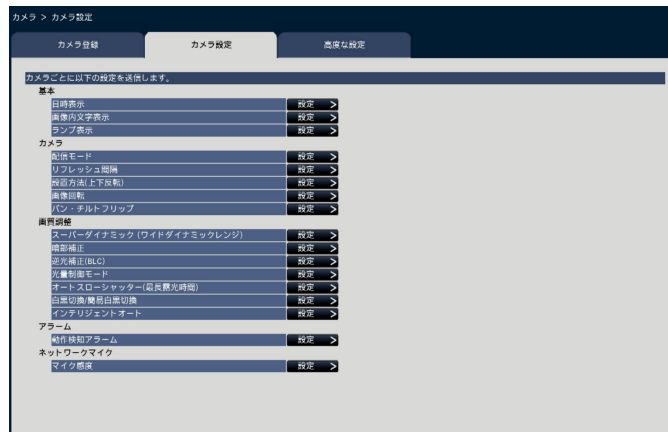 カメラ > カメラ設定
カメラ登録 カメラ設定 高度な設定
カメラごとに以下の設定を送信します。
基本
日時表示 設定 >
画像内文字表示 設定 >
ランプ表示 設定 >
カメラ
配信モード 設定 >
リフレッシュ間隔 設定 >
設置方法(上下反転) 設定 >
画像回転 設定 >
パン・チルトフリップ 設定 >
画質調整
スーパーダイナミック (ワイドダイナミックレンジ) 設定 >
暗部補正 設定 >
逆光補正(BLC) 設定 >
光量制御モード 設定 >
オートスローシャッター(最長露光時間) 設定 >
白黒切換/簡易白黒切換 設定 >
インテリジェントオート 設定 >
アラーム
動作検知アラーム 設定 >
ネットワークマイク
マイク感度 設定 >